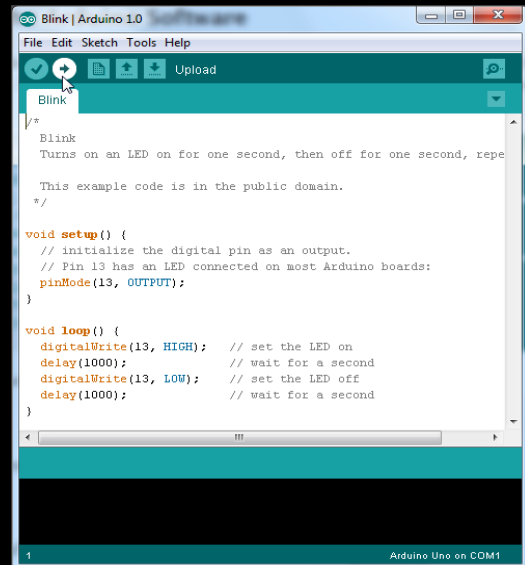 Software
Blink | Arduino 1.0
File Edit Sketch Tools Help
Upload
Blink
/*
  Blink
  Turns on an LED on for one second, then off for one second, repe

  This example code is in the public domain.
 */

void setup() {
  // initialize the digital pin as an output.
  // Pin 13 has an LED connected on most Arduino boards:
  pinMode(13, OUTPUT);
}

void loop() {
  digitalWrite(13, HIGH);   // set the LED on
  delay(1000);              // wait for a second
  digitalWrite(13, LOW);    // set the LED off
  delay(1000);              // wait for a second
}
1
Arduino Uno on COM1